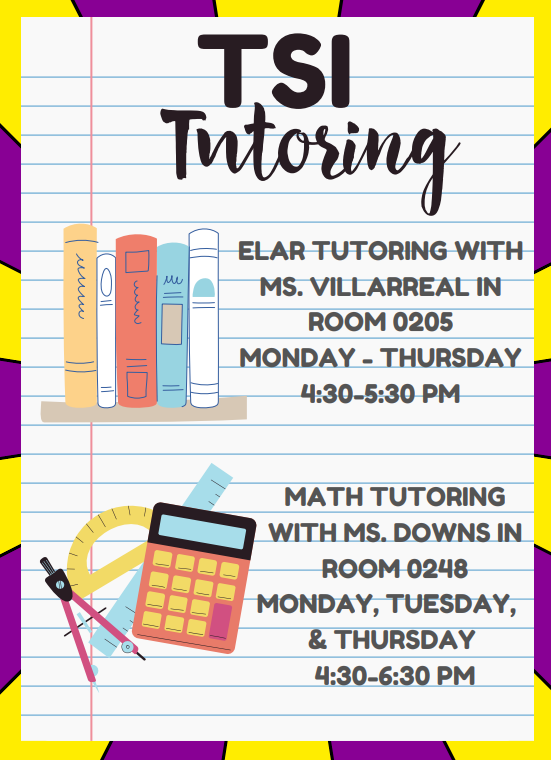 TSI
Tutoring
ELAR TUTORING WITH
MS. VILLARREAL IN
ROOM 0205
MONDAY - THURSDAY
4:30-5:30 PM
MATH TUTORING
WITH MS. DOWNS IN
ROOM 0248
MONDAY, TUESDAY,
& THURSDAY
4:30-6:30 PM